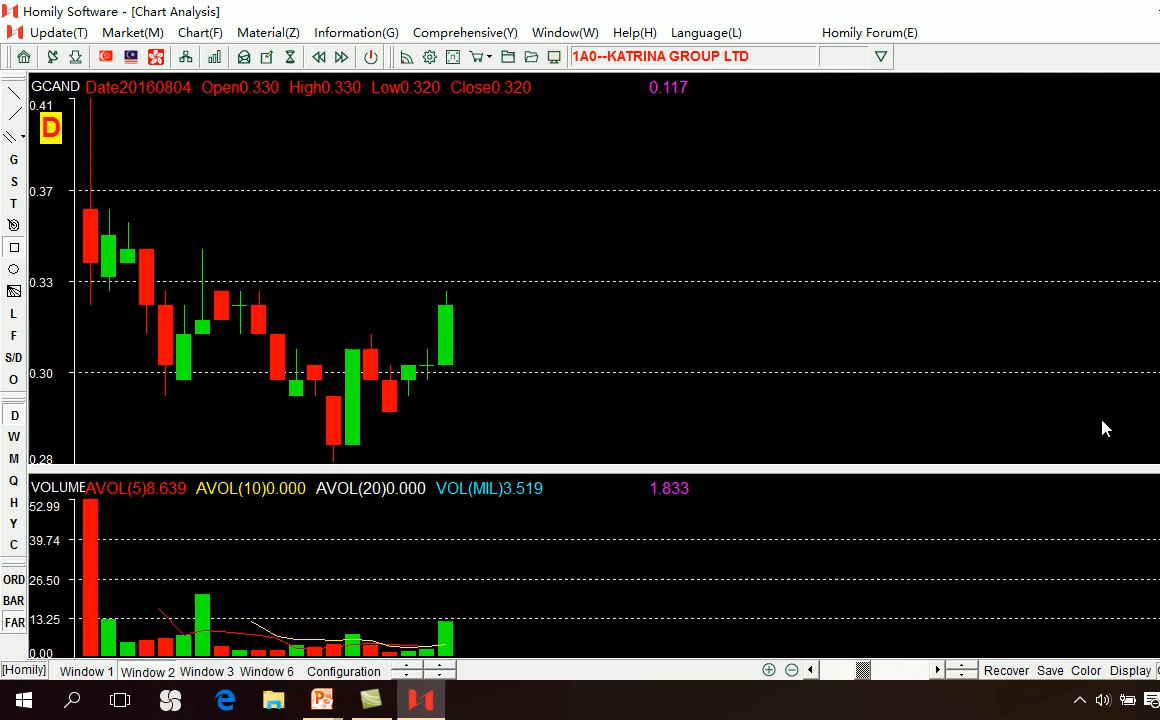 Homily Software - [Chart Analysis]
Update(T) Market(M) Chart(F) Material(Z) Information(G) Comprehensive(Y) Window(W) Help(H) Language(L) Homily Forum(E)
1A0--KATRINA GROUP LTD
GCAND Date20160804 Open0.330 High0.330 Low0.320 Close0.320 0.117
0.41
D
G
0.37
S
T
0.33
L
F
S/D
0.30
O
D
W
M
0.28
Q
VOLUME AVOL(5)8.639 AVOL(10)0.000 AVOL(20)0.000 VOL(MIL)3.519 1.833
H
52.99
Y
39.74
C
ORD
26.50
BAR
FAR
13.25
0.00
[Homily] Window 1 Window 2 Window 3 Window 6 Configuration Recover Save Color Display